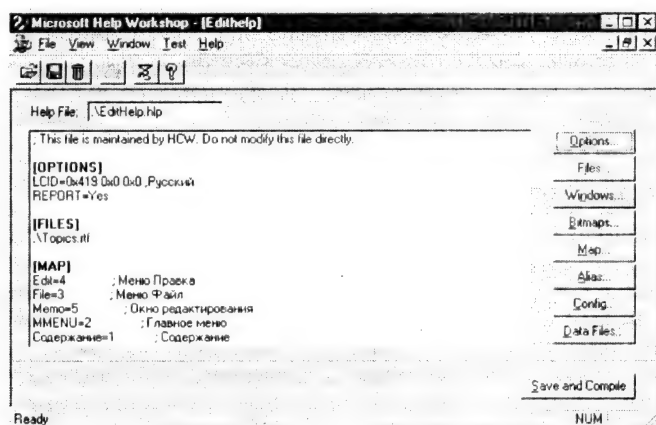 Microsoft Help Workshop - [Edithelp]
File View Window Test Help
Help File: .\EditHelp.hlp
; This file is maintained by HCW. Do not modify this file directly.
[OPTIONS]
LCID=0x419 0x0 0x0 ;Русский
REPORT=Yes
[FILES]
.\Topics.rtf
[MAP]
Edit=4 ; Меню Правка
File=3 ; Меню Файл
Memo=5 ; Окно редактирования
MMENU=2 ; Главное меню
Содержание=1 ; Содержание
Options...
Files...
Windows...
Bitmaps...
Map...
Alias...
Config...
Data Files...
Save and Compile
Ready NUM